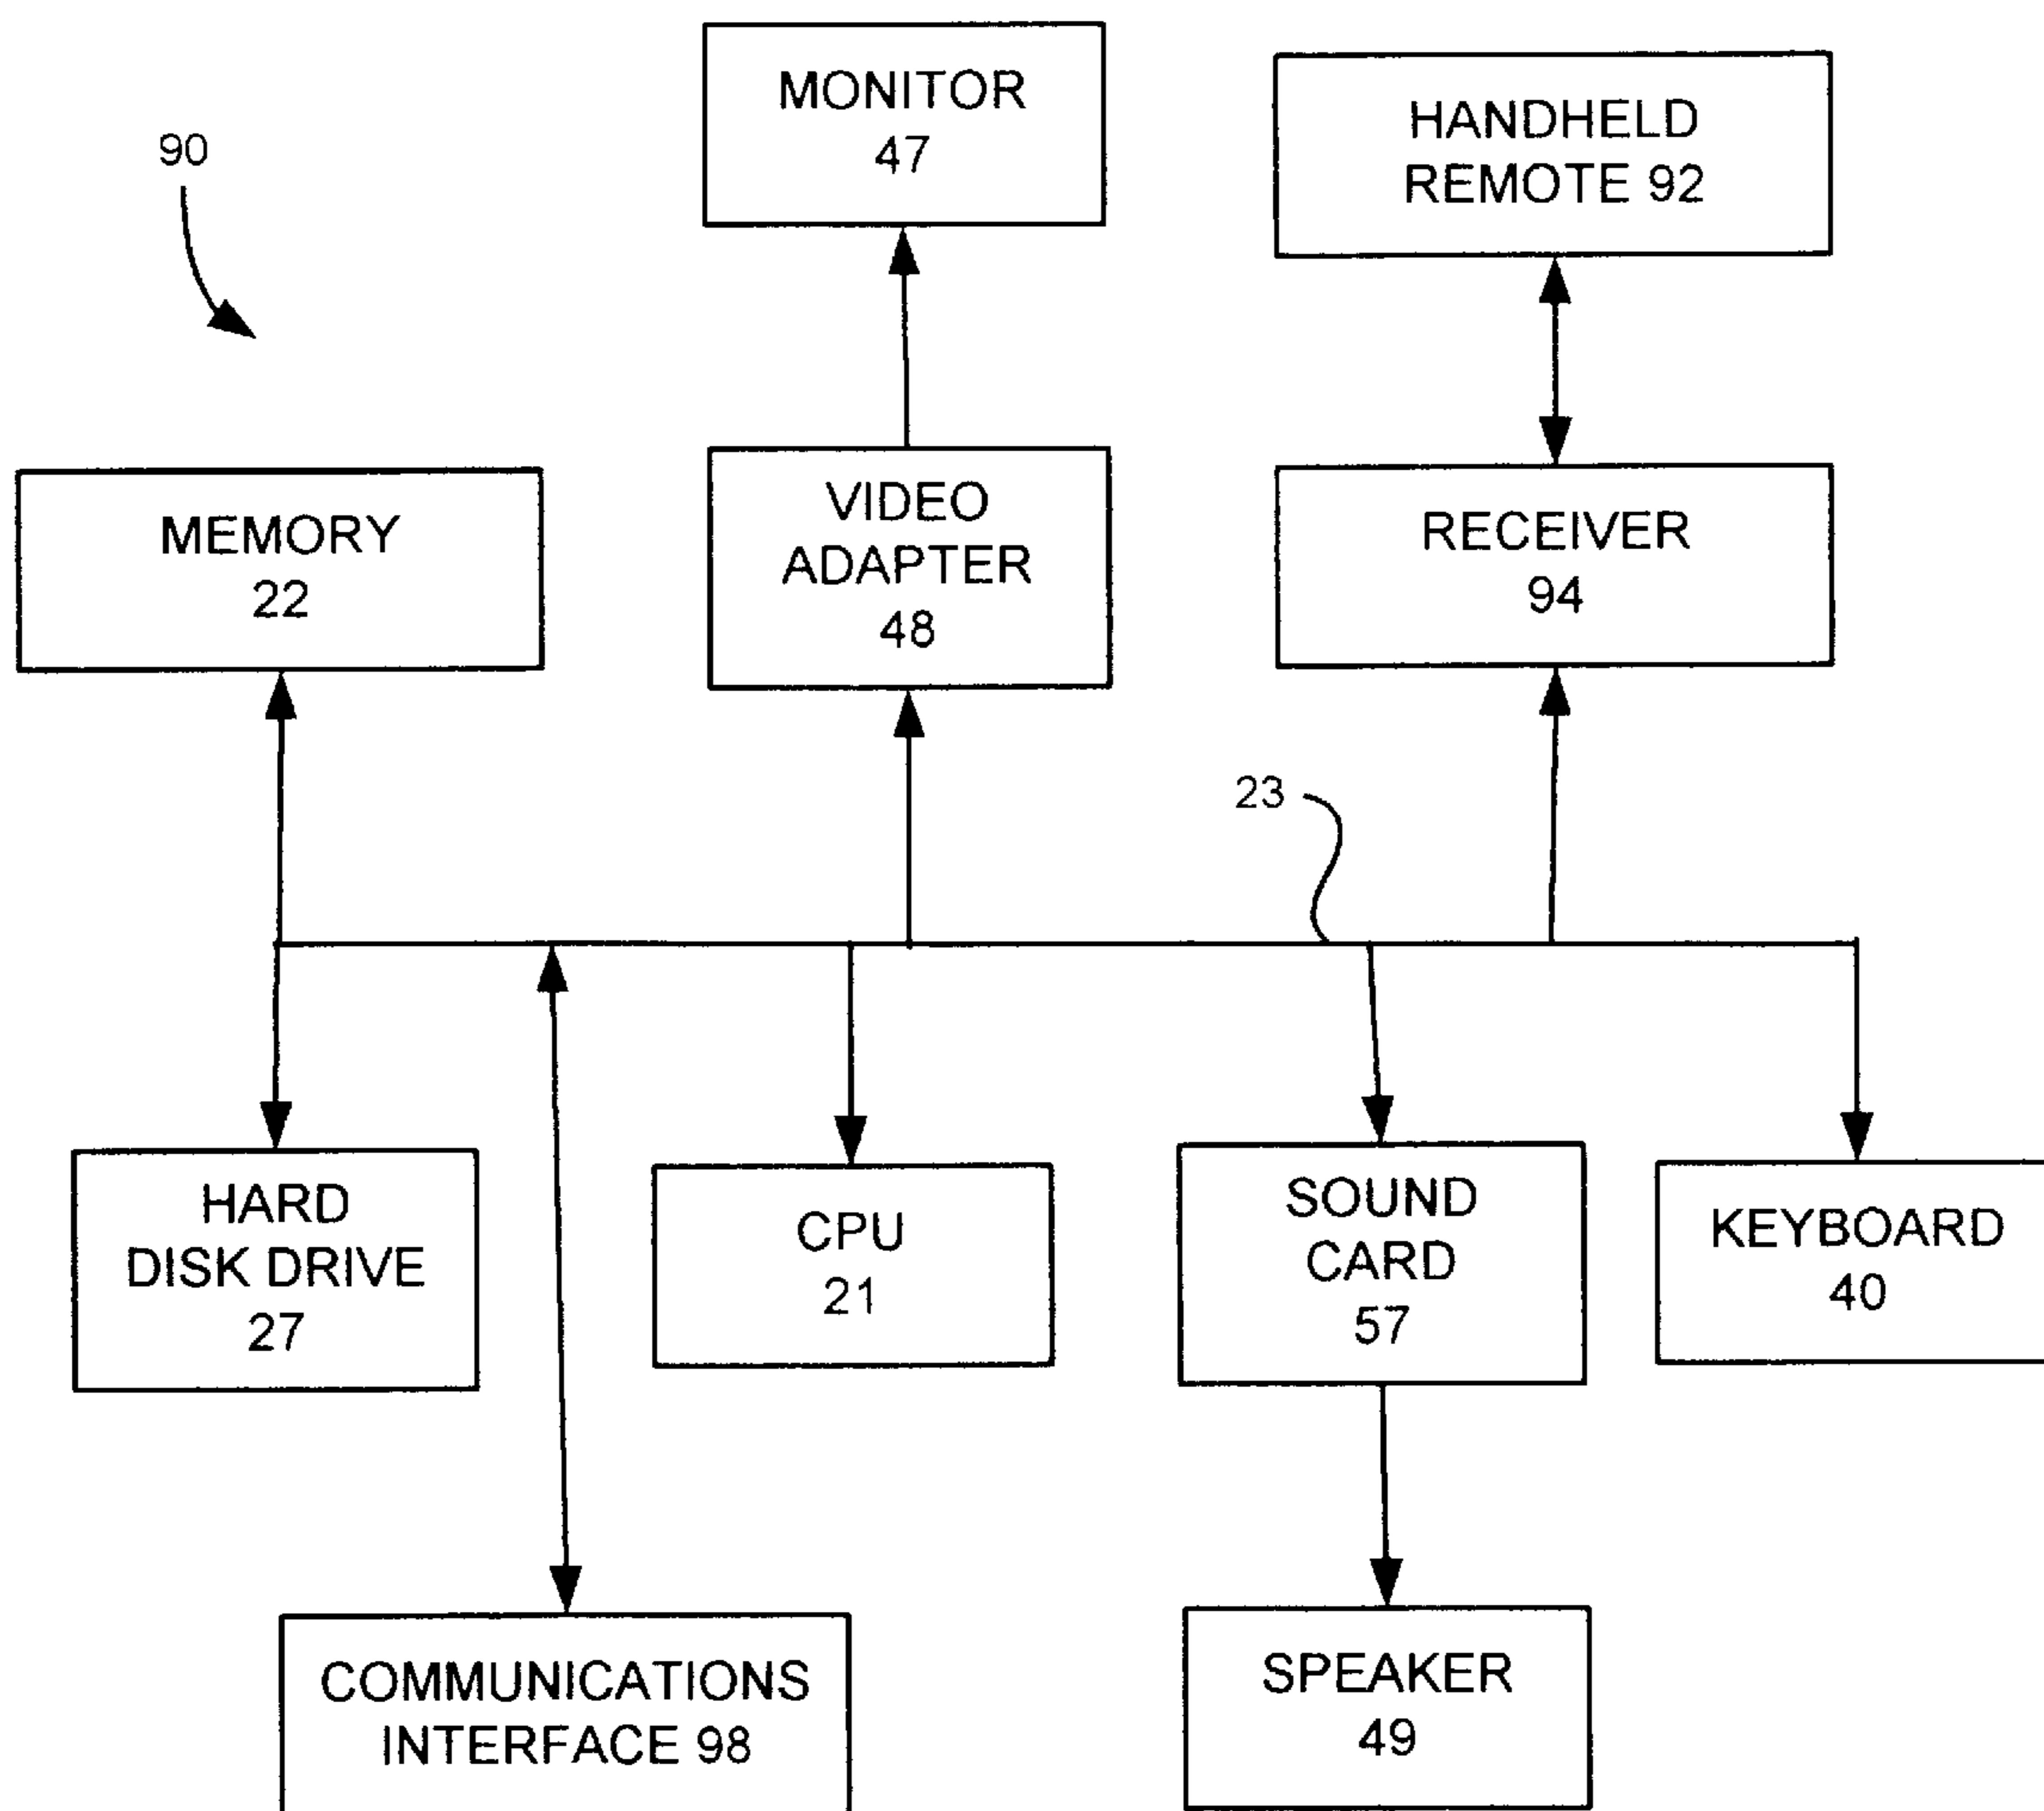 MONITOR
47
HANDHELD
REMOTE 92
90
MEMORY
22
VIDEO
ADAPTER
48
RECEIVER
94
23
HARD
DISK DRIVE
27
CPU
21
SOUND
CARD
57
KEYBOARD
40
COMMUNICATIONS
INTERFACE 98
SPEAKER
49